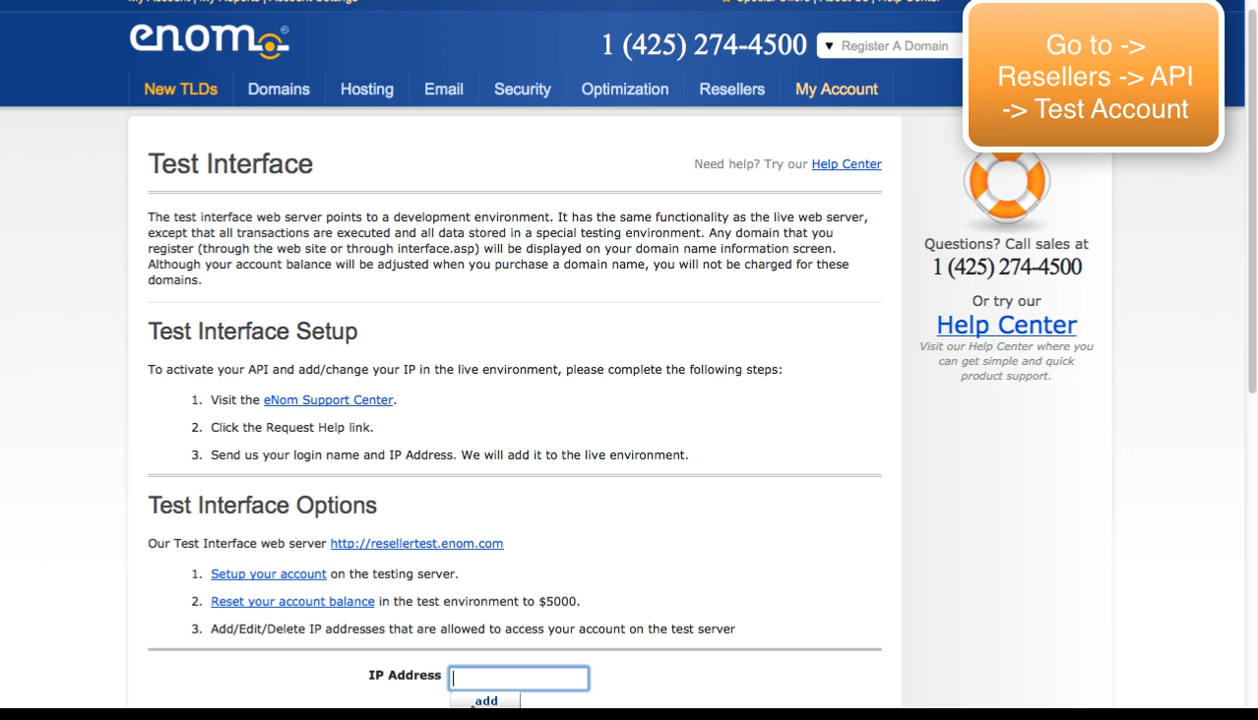 My Account | My Reports | Account Settings
Special Offers | About Us | Help Center
enom
1 (425) 274-4500
▼ Register A Domain
New TLDs Domains Hosting Email Security Optimization Resellers My Account
Go to ->
Resellers -> API
-> Test Account
Test Interface
Need help? Try our Help Center
The test interface web server points to a development environment. It has the same functionality as the live web server,
except that all transactions are executed and all data stored in a special testing environment. Any domain that you
register (through the web site or through interface.asp) will be displayed on your domain name information screen.
Although your account balance will be adjusted when you purchase a domain name, you will not be charged for these
domains.
Test Interface Setup
To activate your API and add/change your IP in the live environment, please complete the following steps:
1. Visit the eNom Support Center.
2. Click the Request Help link.
3. Send us your login name and IP Address. We will add it to the live environment.
Test Interface Options
Our Test Interface web server http://resellertest.enom.com
1. Setup your account on the testing server.
2. Reset your account balance in the test environment to $5000.
3. Add/Edit/Delete IP addresses that are allowed to access your account on the test server
IP Address
add
Questions? Call sales at
1 (425) 274-4500
Or try our
Help Center
Visit our Help Center where you
can get simple and quick
product support.